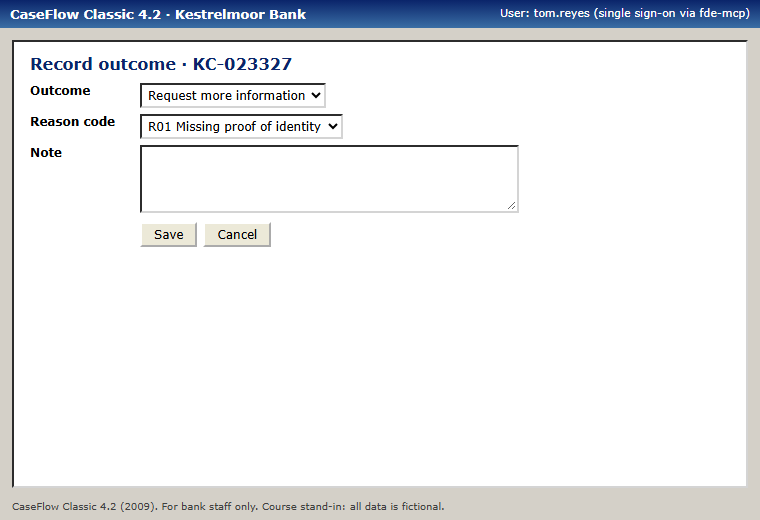 CaseFlow Classic 4.2 · Kestrelmoor Bank
User: tom.reyes (single sign-on via fde-mcp)
Record outcome · KC-023327
Outcome
Request more information
Reason code
R01 Missing proof of identity
Note
Save
Cancel
CaseFlow Classic 4.2 (2009). For bank staff only. Course stand-in: all data is fictional.